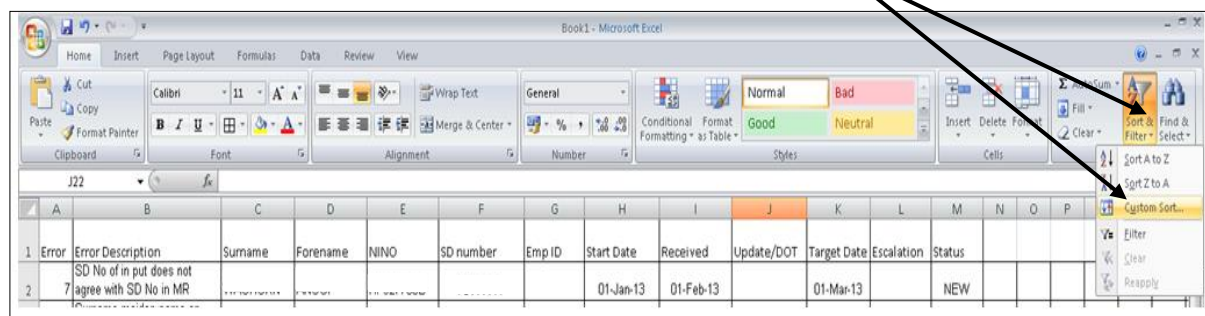 Book1 - Microsoft Excel
Home Insert Page Layout Formulas Data Review View
Cut
Copy
Format Painter
Paste
Clipboard
Calibri 11 A A
B I U A
Font
Wrap Text
Merge & Center
Alignment
General
% ,
Number
Conditional Formatting
Format as Table
Normal Bad
Good Neutral
Styles
Insert Delete Format
Cells
Σ AutoSum
Fill
Clear
Sort & Filter
Find & Select
Sort A to Z
Sort Z to A
Custom Sort...
Filter
Clear
Reapply
J22 fx
A B C D E F G H I J K L M N O P
1 Error Error Description Surname Forename NINO SD number Emp ID Start Date Received Update/DOT Target Date Escalation Status
2 7 SD No of in put does not
agree with SD No in MR 01-Jan-13 01-Feb-13 01-Mar-13 NEW